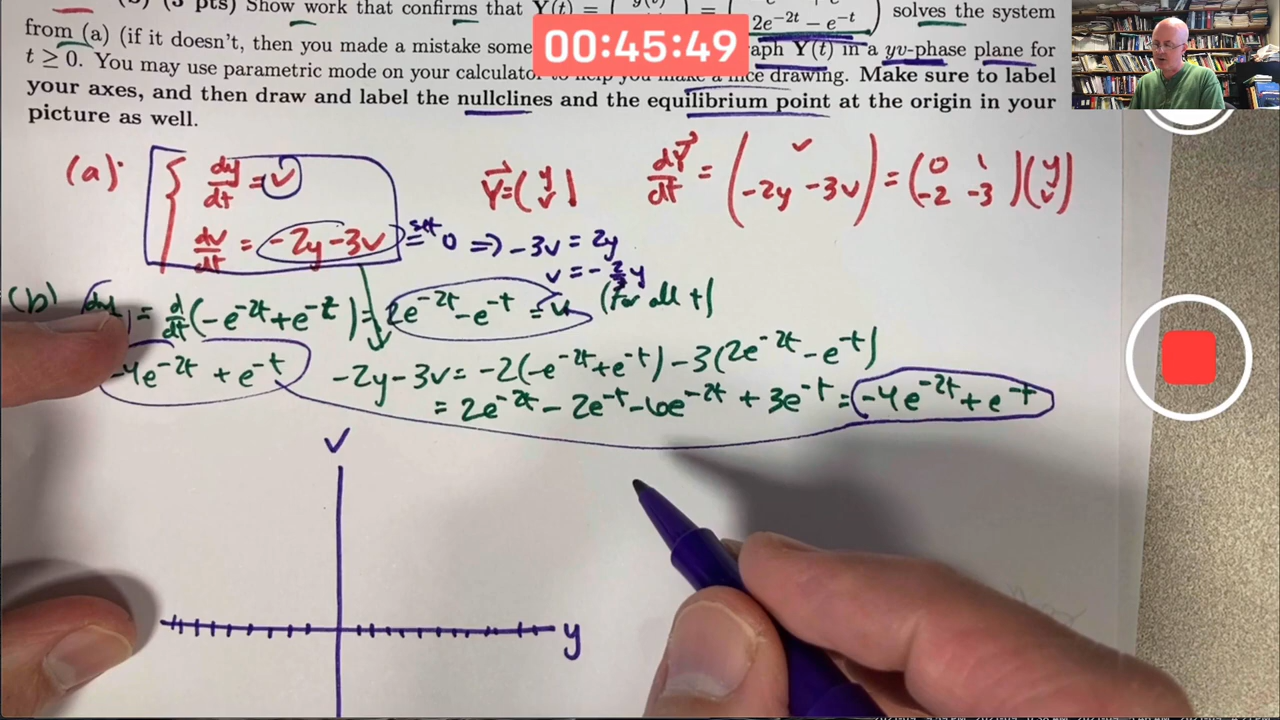 (3 pts) Show work that confirms that Y(t) = ( ) = ( 2e^{-2t} − e^{-t} ) solves the system
00:45:49
from (a) (if it doesn't, then you made a mistake some Y(t) in a yv-phase plane for
t ≥ 0. You may use parametric mode on your calculator to help you make a nice drawing. Make sure to label
your axes, and then draw and label the nullclines and the equilibrium point at the origin in your
picture as well.
(a): { dy/dt = v Y⃗ = ( y v ) dY⃗/dt = ( v -2y -3v ) = ( 0 1 -2 -3 )( y v )
dv/dt = -2y-3v =^{set} 0 => -3v = 2y
v = -2/3 y
(b) dy = d/dt(-e^{-2t}+e^{-t}) = 2e^{-2t}-e^{-t} = v (for all t)
-4e^{-2t} + e^{-t} -2y-3v = -2(-e^{-2t}+e^{-t}) -3(2e^{-2t}-e^{-t})
= 2e^{-2t} - 2e^{-t} -6e^{-2t} + 3e^{-t} = -4e^{-2t}+e^{-t}
v
y